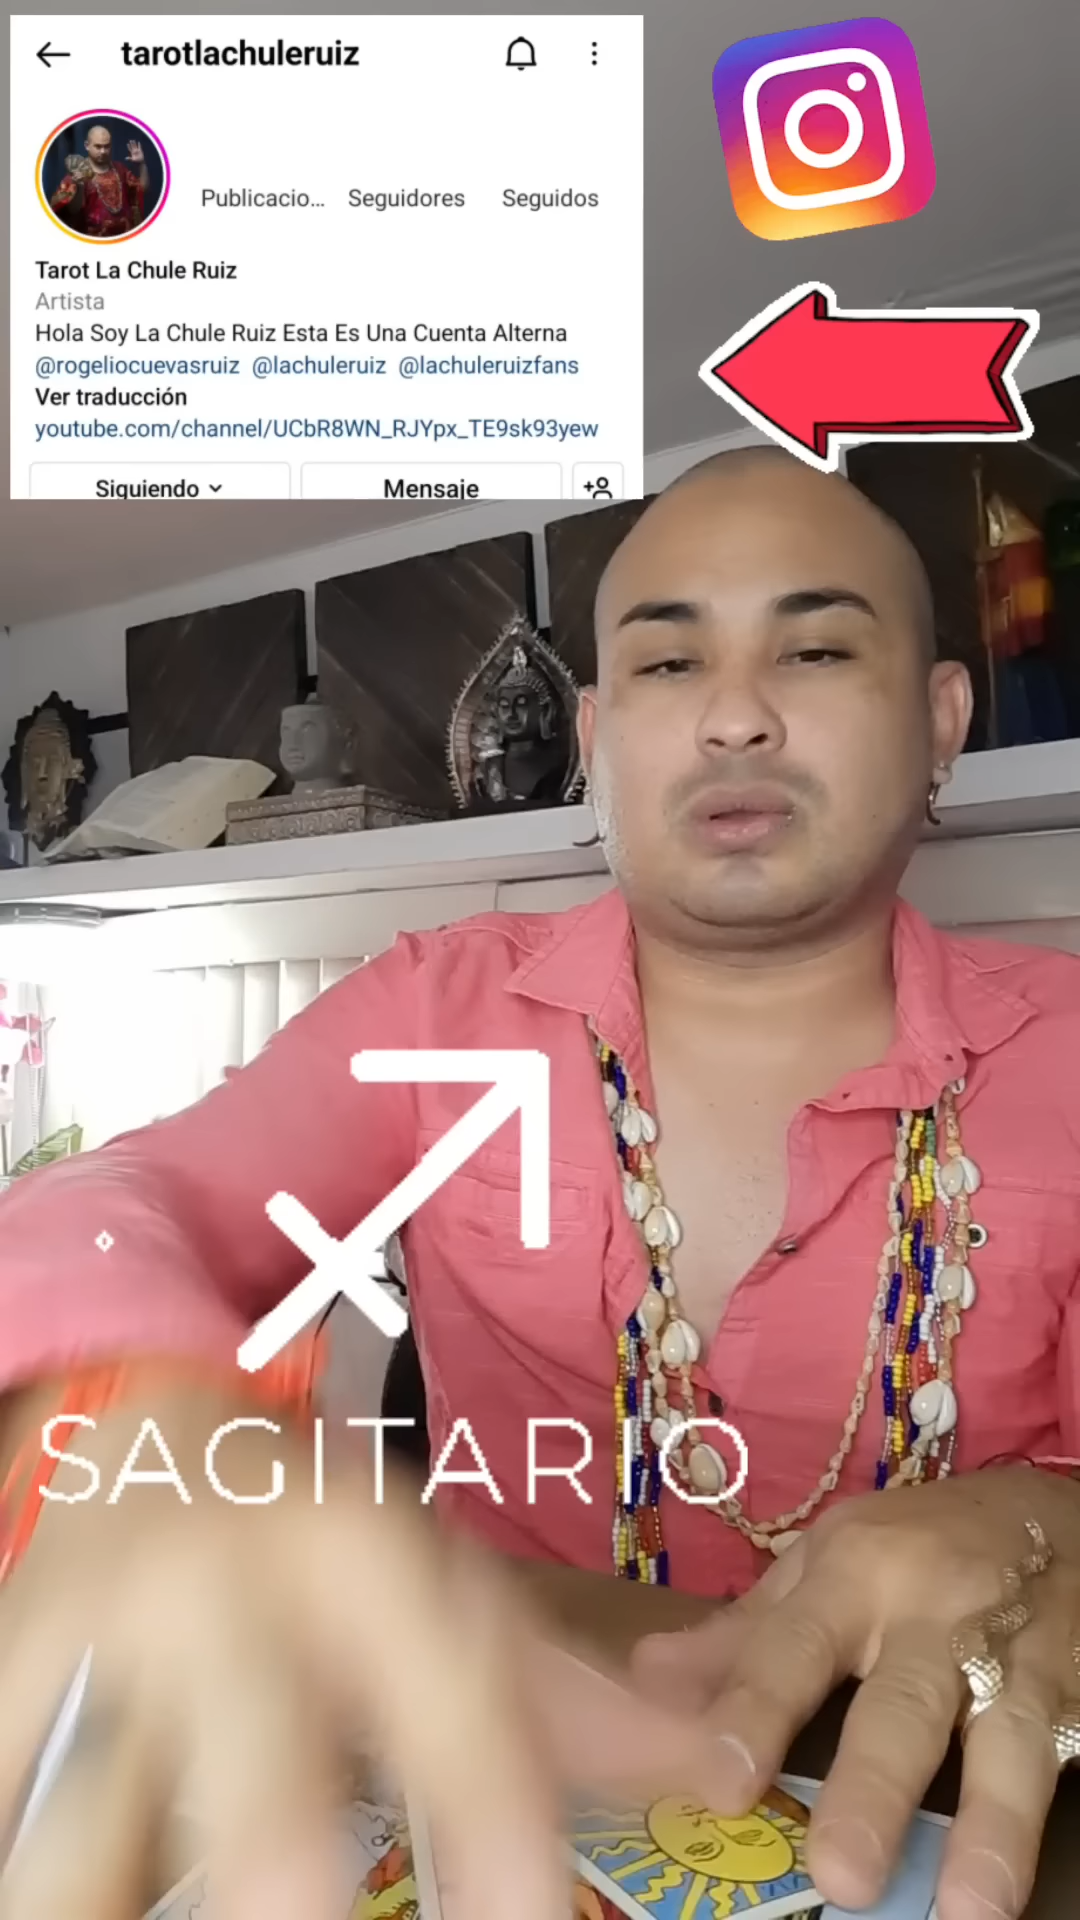 tarotlachuleruiz
Publicacio... Seguidores Seguidos
Tarot La Chule Ruiz
Artista
Hola Soy La Chule Ruiz Esta Es Una Cuenta Alterna
@rogeliocuevasruiz @lachuleruiz @lachuleruizfans
Ver traducción
youtube.com/channel/UCbR8WN_RJYpx_TE9sk93yew
Siguiendo Mensaje
SAGITARIO